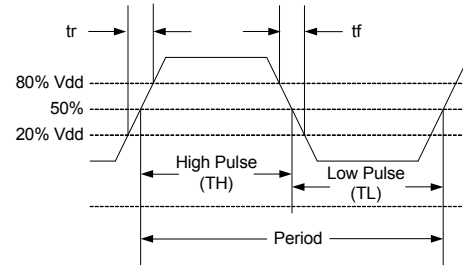 tr
tf
80% Vdd
50%
20% Vdd
High Pulse
(TH)
Low Pulse
(TL)
Period